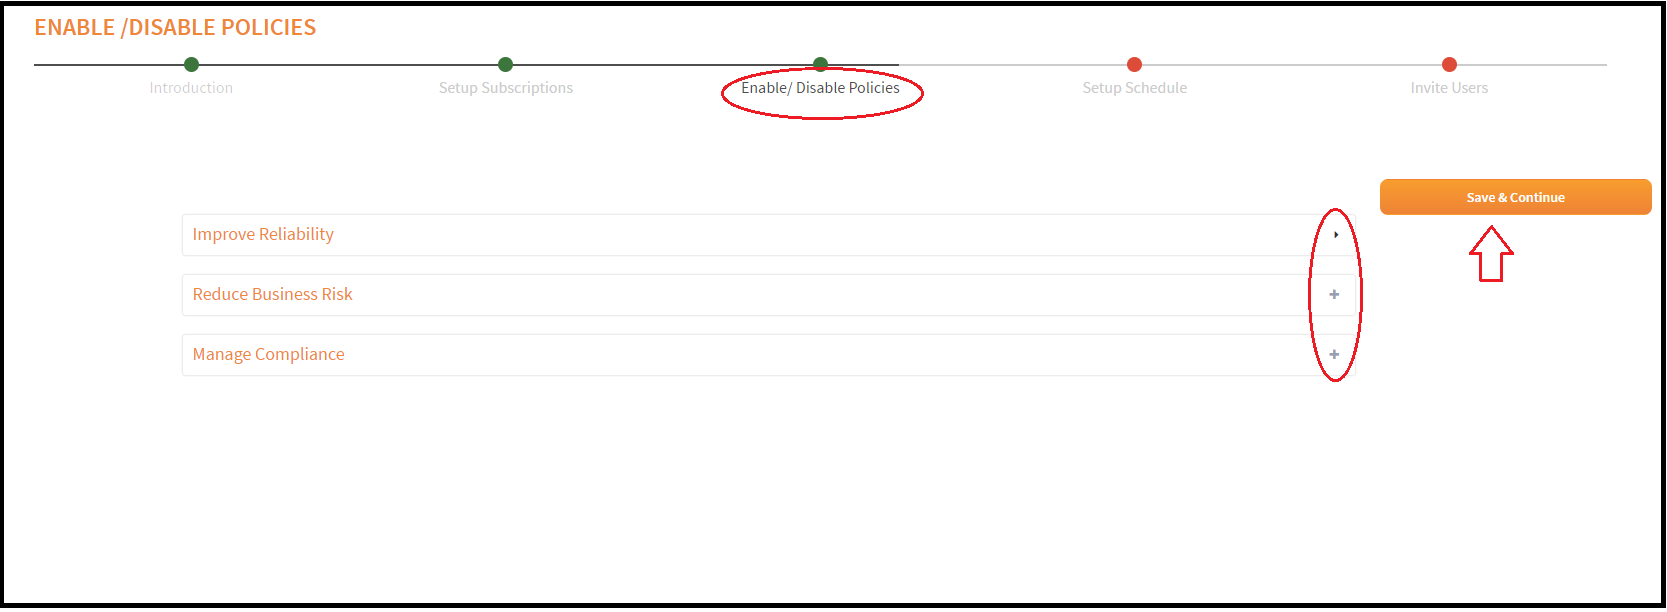 ENABLE /DISABLE POLICIES
Introduction
Setup Subscriptions
Enable/ Disable Policies
Setup Schedule
Invite Users
Save & Continue
Improve Reliability
Reduce Business Risk
Manage Compliance